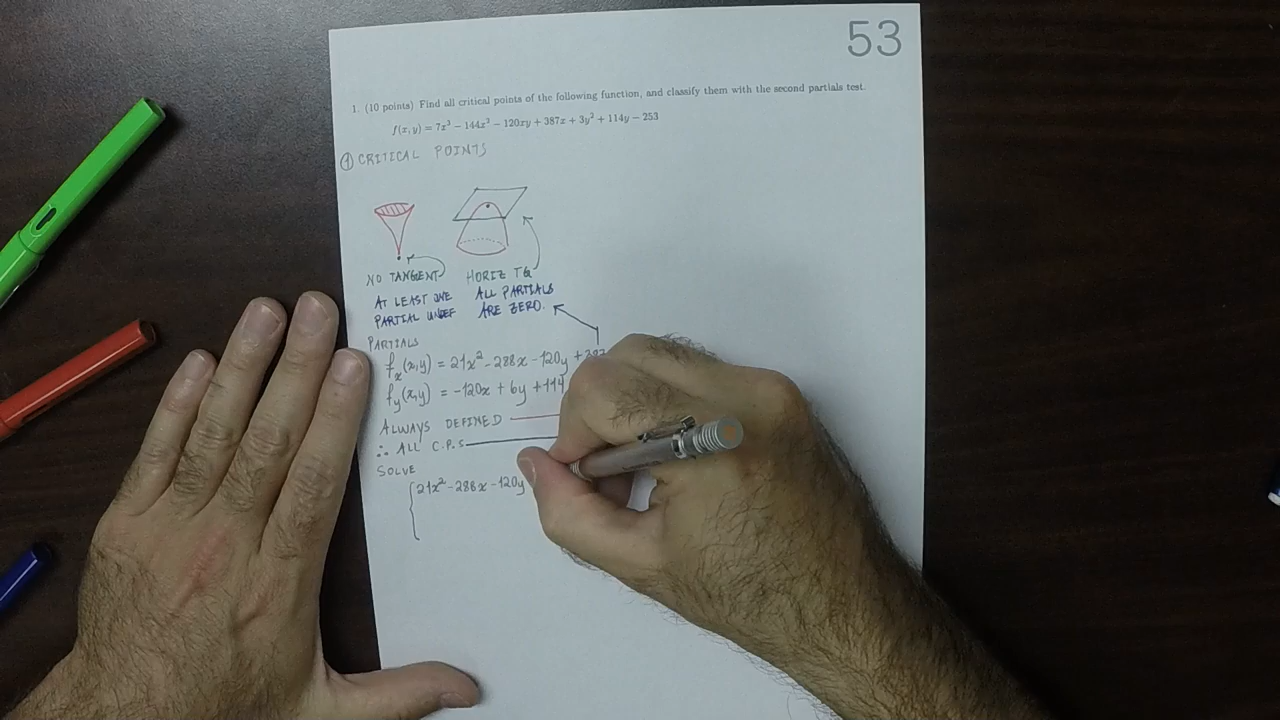 53
1. (10 points) Find all critical points of the following function, and classify them with the second partials test.
f(x, y) = 7x³ − 144x² − 120xy + 387x + 3y² + 114y − 253
① CRITICAL POINTS
NO TANGENT HORIZ TG
AT LEAST ONE ALL PARTIALS
PARTIAL UNDEF ARE ZERO.
PARTIALS
fx(x,y) = 21x² - 288x - 120y + 387
fy(x,y) = -120x + 6y + 114
ALWAYS DEFINED
∴ ALL C.P.S
SOLVE
{ 21x² - 288x - 120y